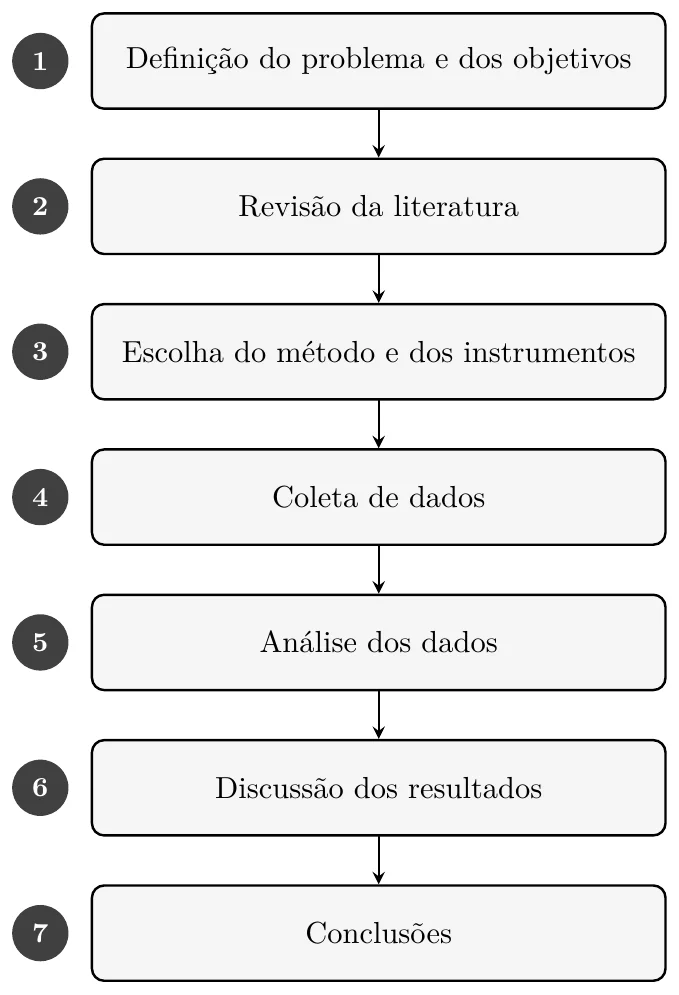 1 Definição do problema e dos objetivos
2 Revisão da literatura
3 Escolha do método e dos instrumentos
4 Coleta de dados
5 Análise dos dados
6 Discussão dos resultados
7 Conclusões